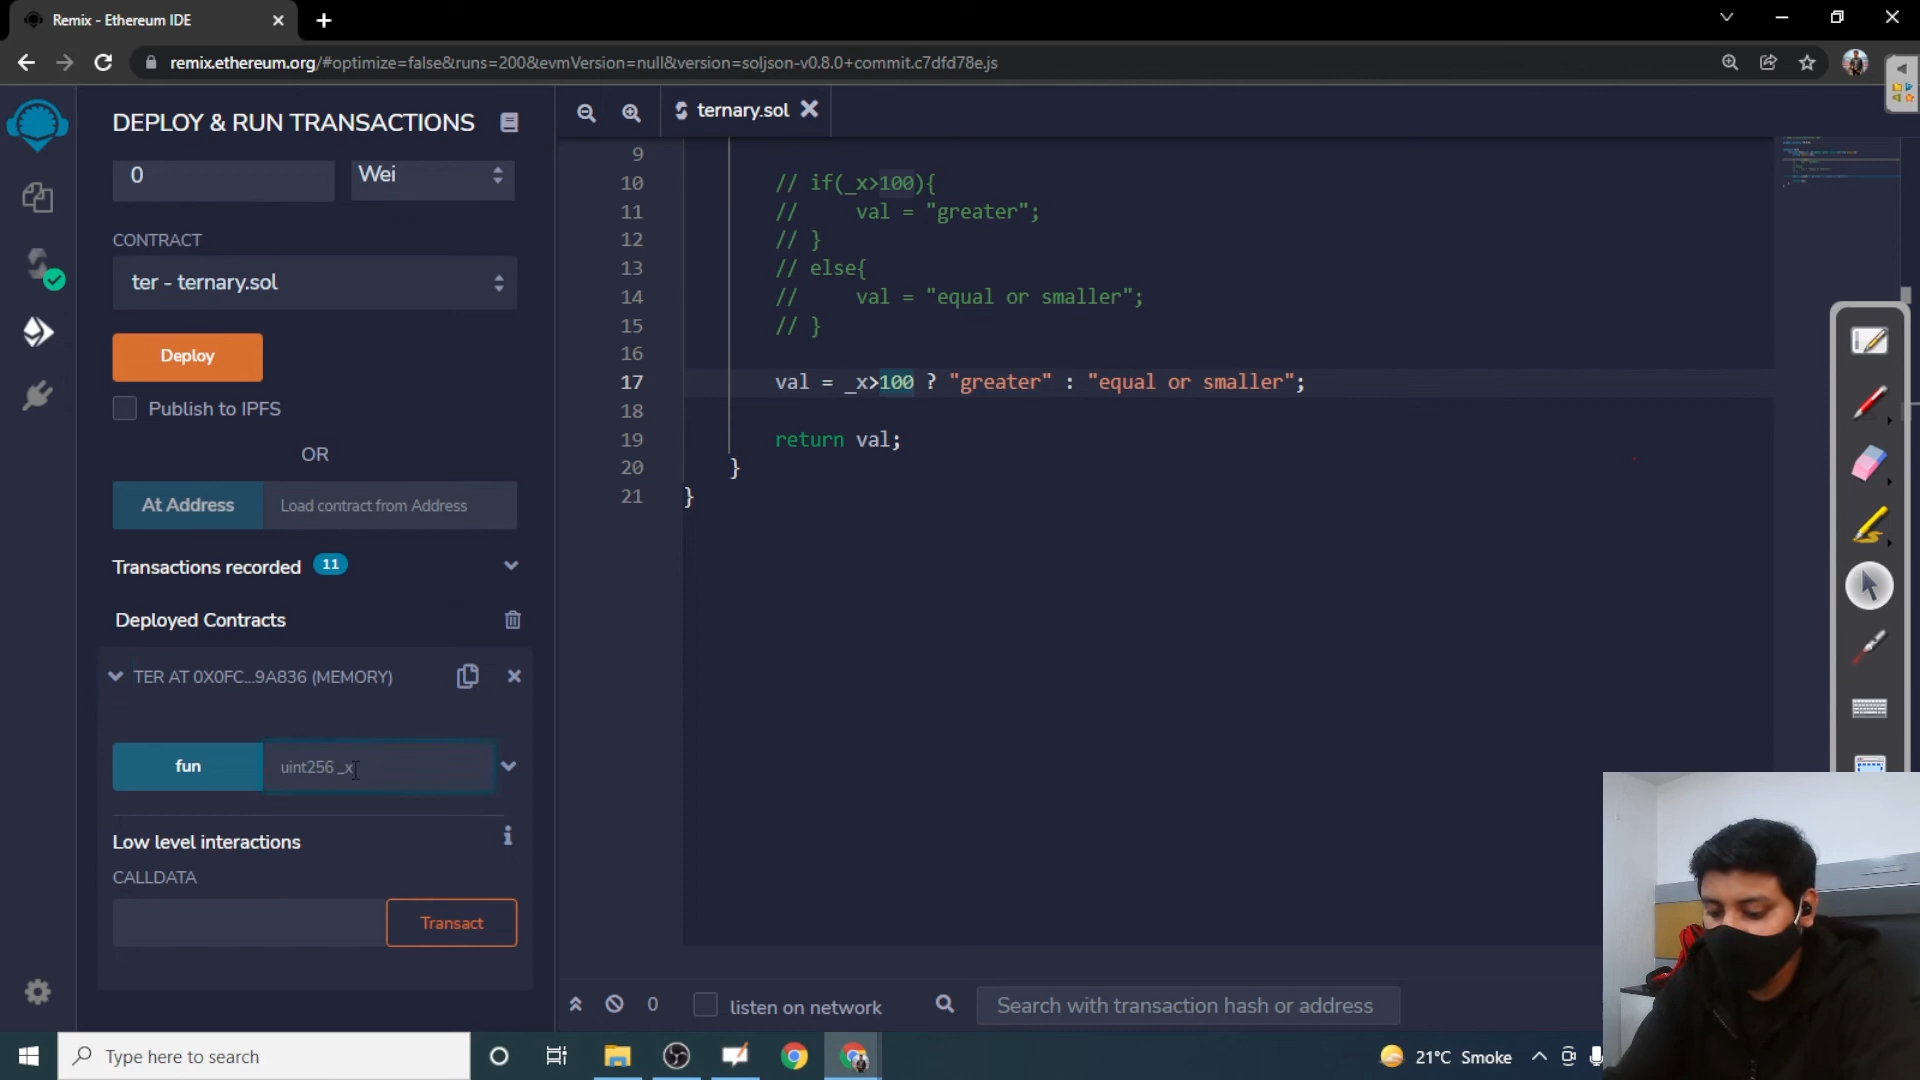 Remix - Ethereum IDE
remix.ethereum.org/#optimize=false&runs=200&evmVersion=null&version=soljson-v0.8.0+commit.c7dfd78e.js
DEPLOY & RUN TRANSACTIONS
0
Wei
CONTRACT
ter - ternary.sol
Deploy
Publish to IPFS
OR
At Address
Load contract from Address
Transactions recorded 11
Deployed Contracts
TER AT 0X0FC...9A836 (MEMORY)
fun
uint256 _x
Low level interactions
i
CALLDATA
Transact
ternary.sol
9
10 // if(_x>100){
11 //     val = "greater";
12 // }
13 // else{
14 //     val = "equal or smaller";
15 // }
16
17 val = _x>100 ? "greater" : "equal or smaller";
18
19 return val;
20 }
21 }
0
listen on network
Search with transaction hash or address
Type here to search
21°C Smoke